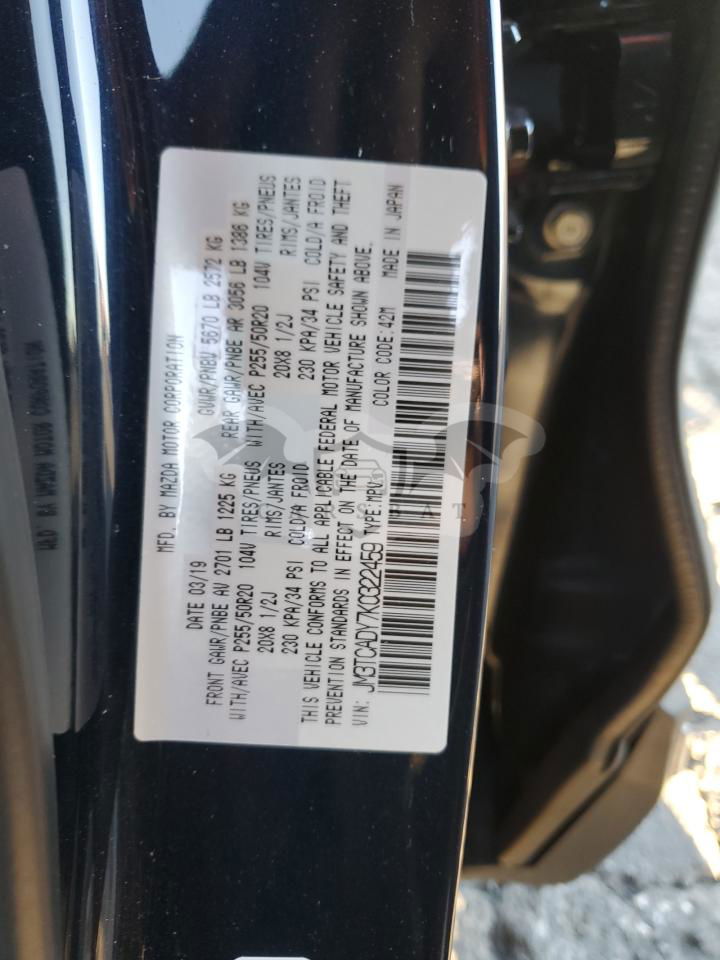 MFD. BY MAZDA MOTOR CORPORATION
DATE 03/19 GVWR/PNBV 5670 LB 2572 KG
FRONT GAWR/PNBE AV 2701 LB 1225 KG REAR GAWR/PNBE AR 3056 LB 1386 KG
WITH/AVEC P255/50R20 104V TIRES/PNEUS WITH/AVEC P255/50R20 104V TIRES/PNEUS
20X8 1/2J RIMS/JANTES 20X8 1/2J RIMS/JANTES
230 KPA/34 PSI COLD/A FROID 230 KPA/34 PSI COLD/A FROID
THIS VEHICLE CONFORMS TO ALL APPLICABLE FEDERAL MOTOR VEHICLE SAFETY AND THEFT
PREVENTION STANDARDS IN EFFECT ON THE DATE OF MANUFACTURE SHOWN ABOVE.
VIN: JM3TCADY7K0322459 TYPE:MPV COLOR CODE:42M MADE IN JAPAN